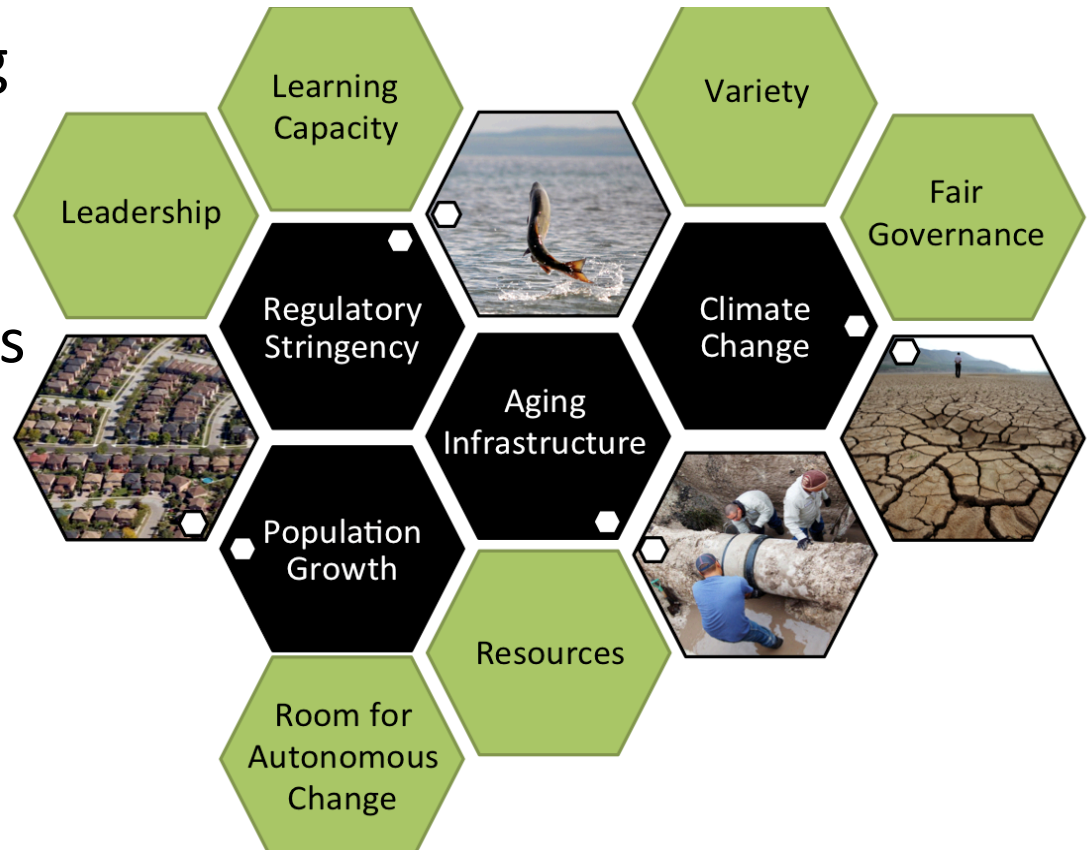 g
Learning
Capacity
Variety
Leadership
Fair
Governance
Regulatory
Stringency
Climate
Change
s
Aging
Infrastructure
Population
Growth
Resources
Room for
Autonomous
Change